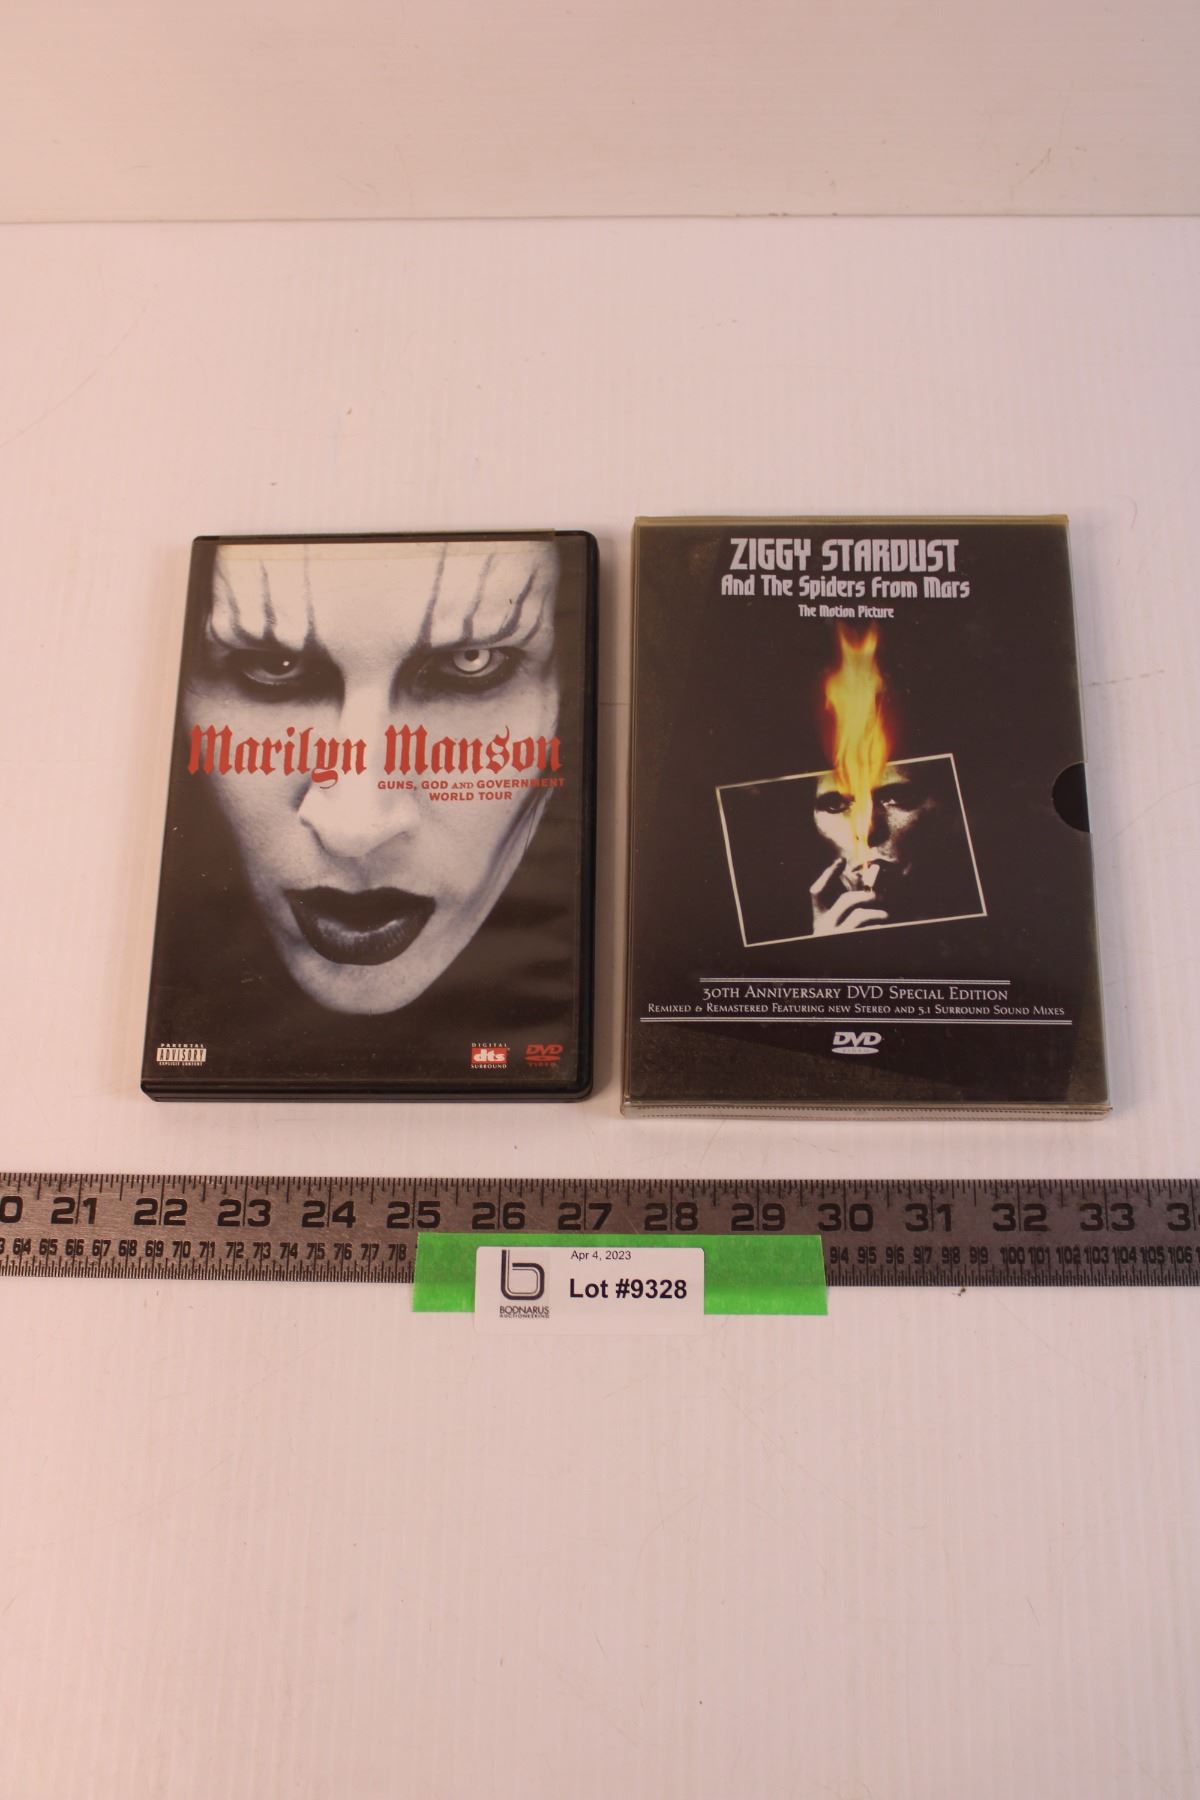 Marilyn Manson
GUNS, GOD AND GOVERNMENT
WORLD TOUR
PARENTAL
ADVISORY
EXPLICIT CONTENT
DIGITAL
dts
SURROUND
DVD
VIDEO
ZIGGY STARDUST
And The Spiders From Mars
The Motion Picture
30TH ANNIVERSARY DVD SPECIAL EDITION
REMIXED & REMASTERED FEATURING NEW STEREO AND 5.1 SURROUND SOUND MIXES
DVD
VIDEO
21 22 23 24 25 26 27 28 29 30 31 32 33
64 65 66 67 68 69 70 71 72 73 74 75 76 77 78
94 95 96 97 98 99 100 101 102 103 104 105 106
Apr 4, 2023
Lot #9328
b
BODNARUS
AUCTIONEERING